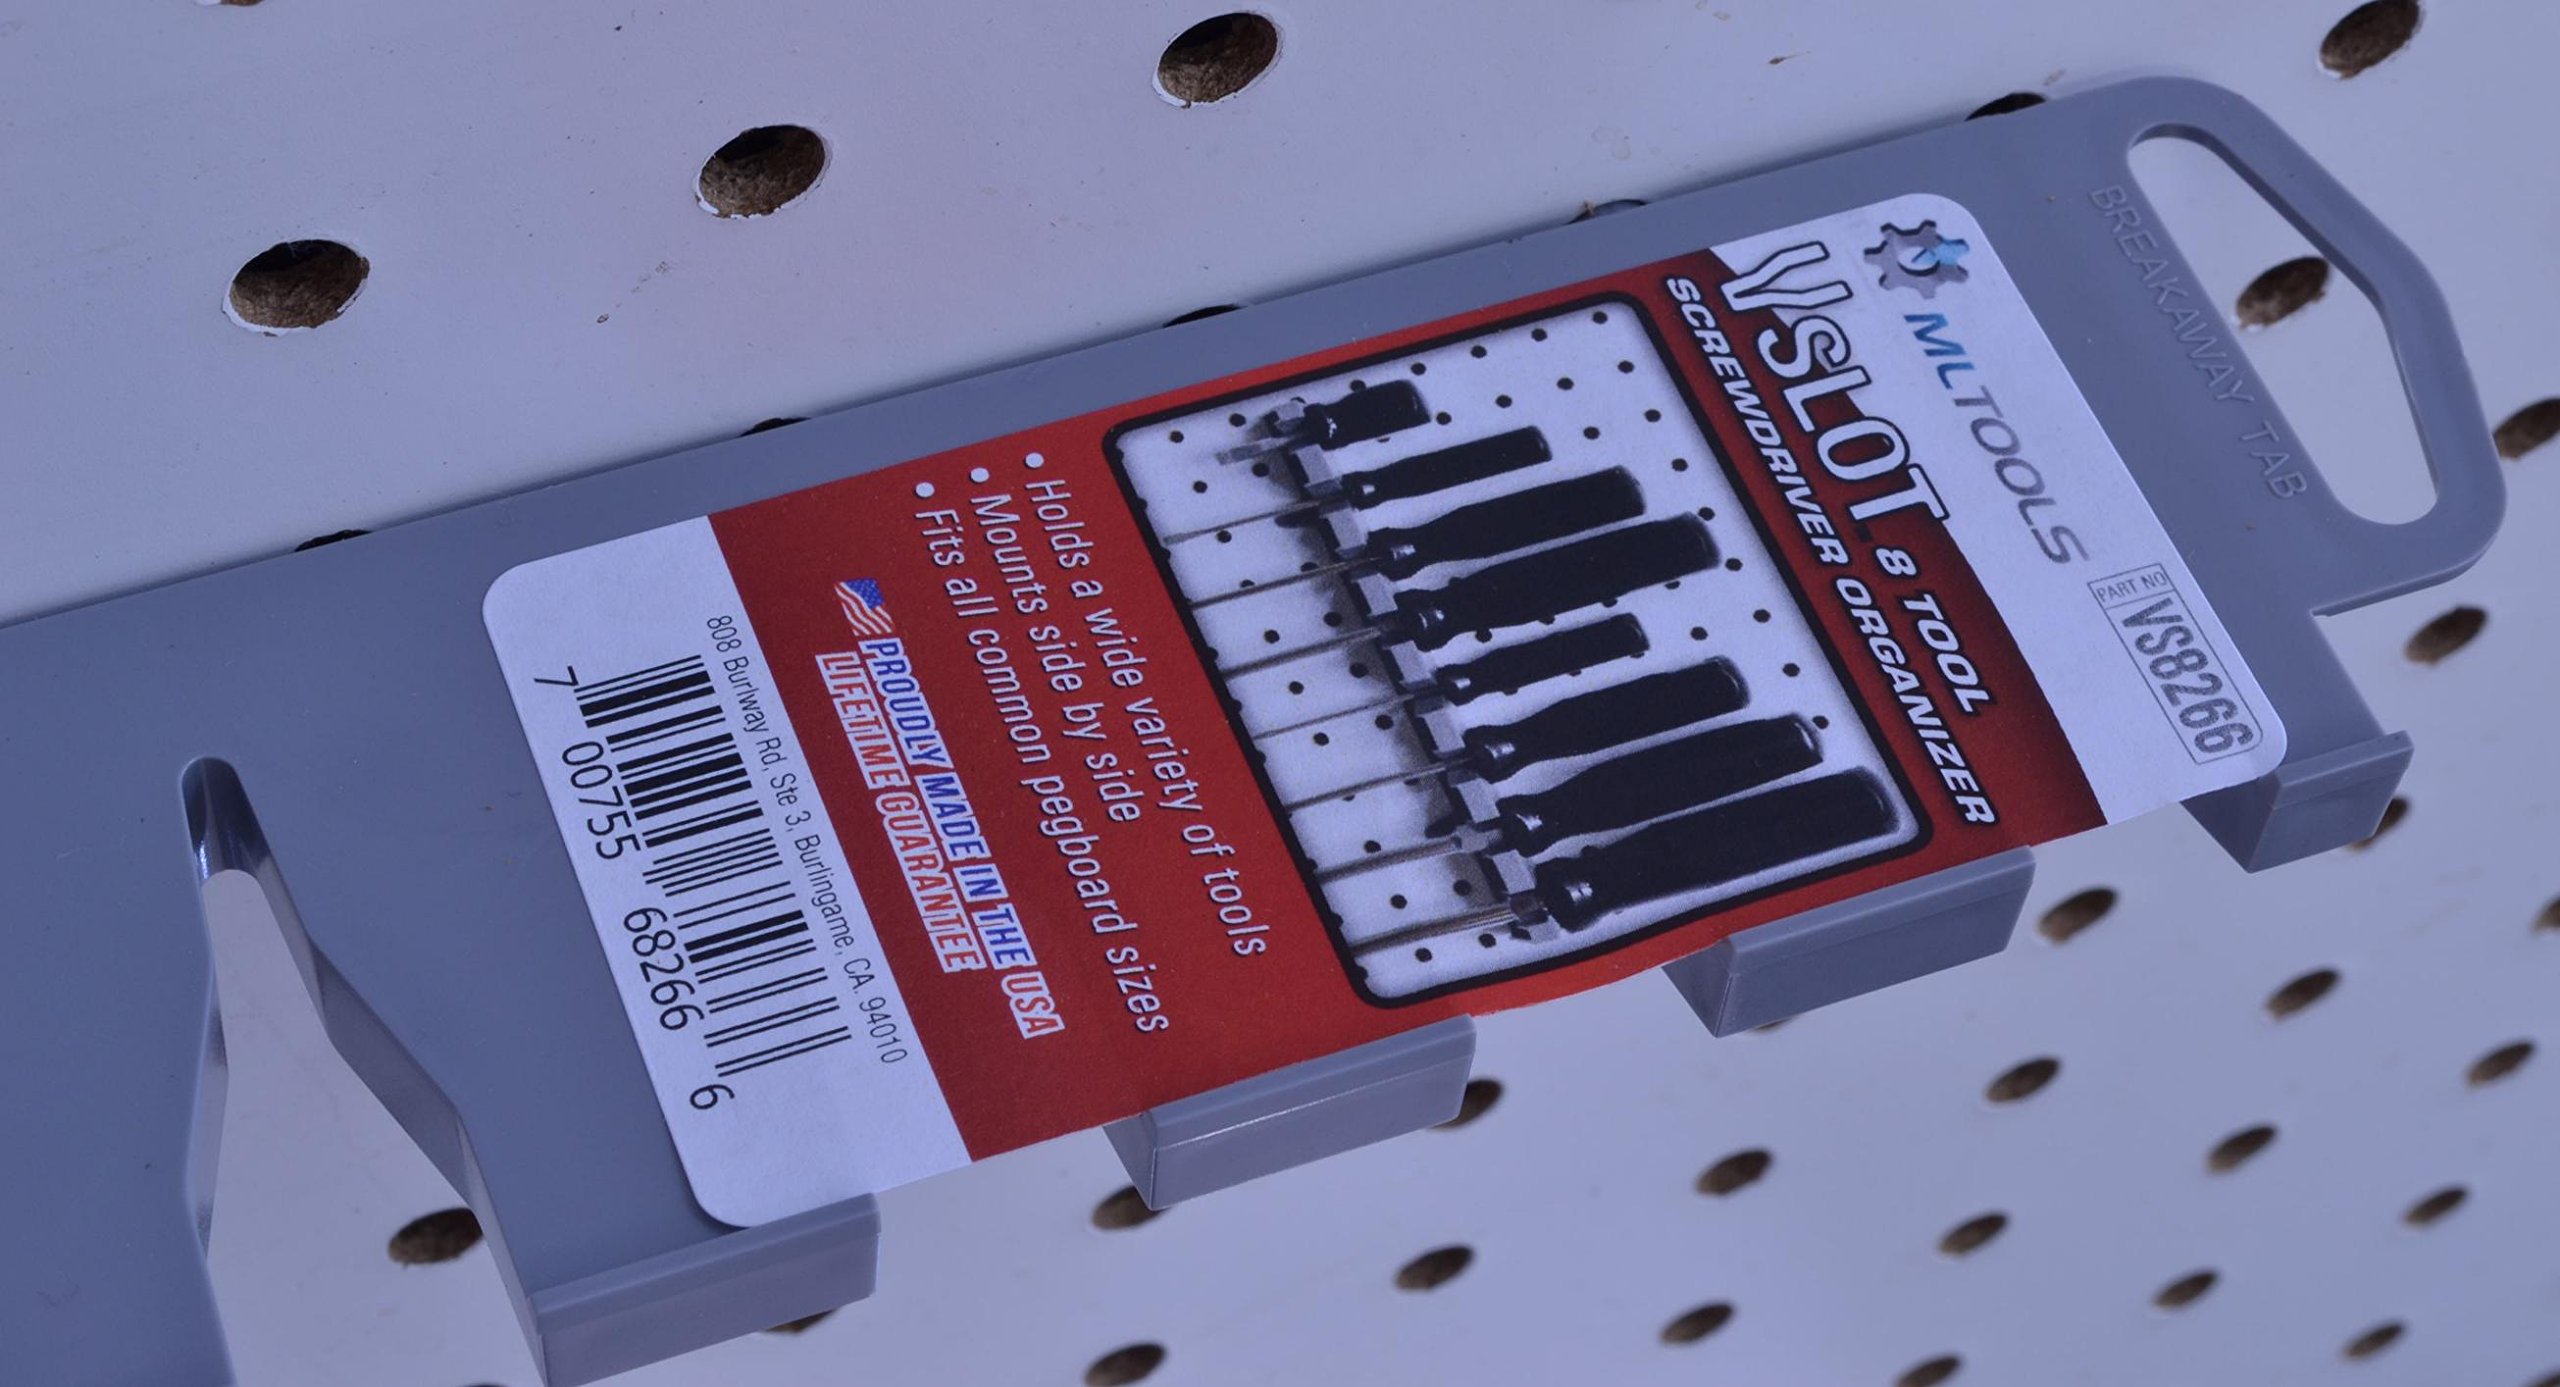 BREAKAWAY TAB
MLTOOLS
PART NO
VS8266
VSLOT 8 TOOL
SCREWDRIVER ORGANIZER
• Holds a wide variety of tools
• Mounts side by side
• Fits all common pegboard sizes
PROUDLY MADE IN THE USA
LIFETIME GUARANTEE
808 Burlway Rd, Ste 3, Burlingame, CA. 94010
7 00755 68266 6